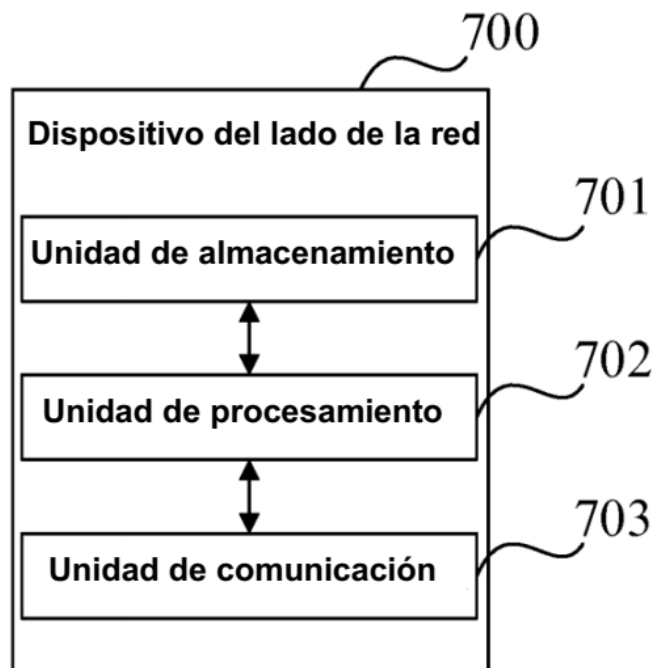 700
Dispositivo del lado de la red
701
Unidad de almacenamiento
702
Unidad de procesamiento
703
Unidad de comunicación